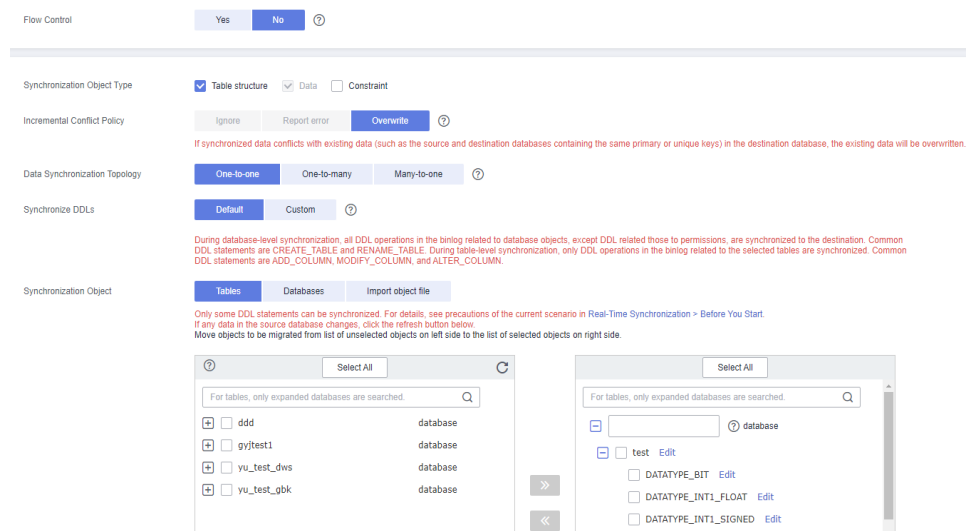 Flow Control Yes No ?
Synchronization Object Type Table structure Data Constraint
Incremental Conflict Policy Ignore Report error Overwrite ?
If synchronized data conflicts with existing data (such as the source and destination databases containing the same primary or unique keys) in the destination database, the existing data will be overwritten.
Data Synchronization Topology One-to-one One-to-many Many-to-one ?
Synchronize DDLs Default Custom ?
During database-level synchronization, all DDL operations in the binlog related to database objects, except DDL related those to permissions, are synchronized to the destination. Common
DDL statements are CREATE_TABLE and RENAME_TABLE. During table-level synchronization, only DDL operations in the binlog related to the selected tables are synchronized. Common
DDL statements are ADD_COLUMN, MODIFY_COLUMN, and ALTER_COLUMN.
Synchronization Object Tables Databases Import object file
Only some DDL statements can be synchronized. For details, see precautions of the current scenario in Real-Time Synchronization > Before You Start.
If any data in the source database changes, click the refresh button below.
Move objects to be migrated from list of unselected objects on left side to the list of selected objects on right side.
? Select All
For tables, only expanded databases are searched.
ddd database
gyjtest1 database
yu_test_dws database
yu_test_gbk database
»
«
Select All
For tables, only expanded databases are searched.
? database
test Edit
DATATYPE_BIT Edit
DATATYPE_INT1_FLOAT Edit
DATATYPE_INT1_SIGNED Edit